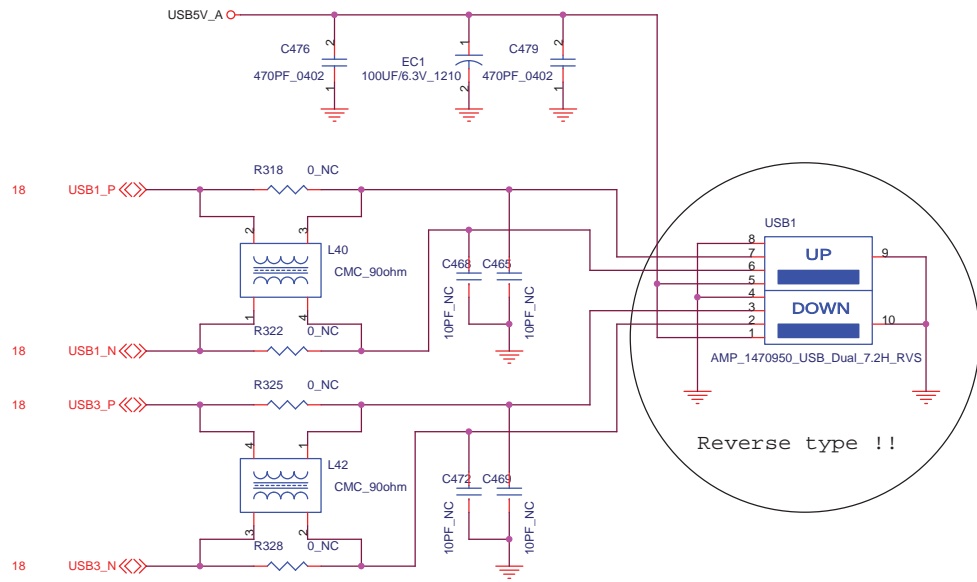 USB5V_A
2 1 2
C476 EC1 C479
470PF_0402 100UF/6.3V_1210 470PF_0402
1 2 1
R318 0_NC
18 USB1_P
2 3
L40
CMC_90ohm
1 4
C468 C465
10PF_NC 10PF_NC
R322 0_NC
18 USB1_N
USB1
8
7
6
5
4
3
2
1
UP
DOWN
9
10
AMP_1470950_USB_Dual_7.2H_RVS
Reverse type !!
R325 0_NC
18 USB3_P
4 1
L42
CMC_90ohm
3 2
C472 C469
10PF_NC 10PF_NC
R328 0_NC
18 USB3_N